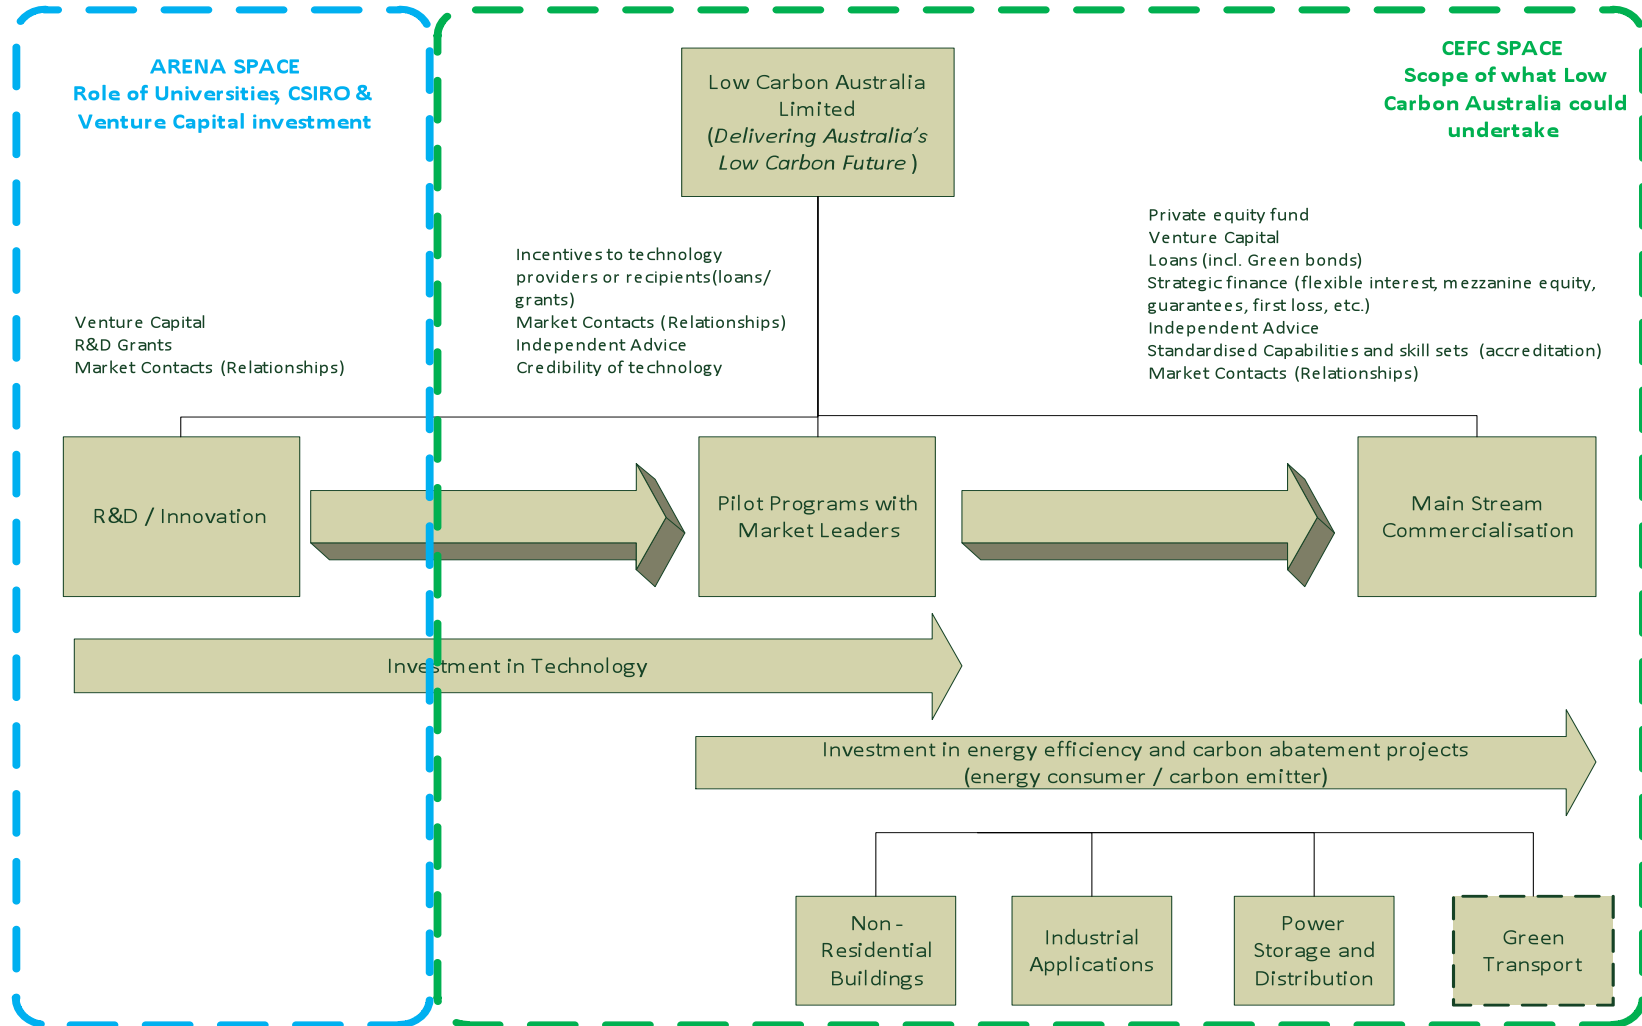 ARENA SPACE
Role of Universities, CSIRO &
Venture Capital investment
Low Carbon Australia
Limited
(Delivering Australia's
Low Carbon Future )
CEFC SPACE
Scope of what Low
Carbon Australia could
undertake
Venture Capital
R&D Grants
Market Contacts (Relationships)
Incentives to technology
providers or recipients(loans/
grants)
Market Contacts (Relationships)
Independent Advice
Credibility of technology
Private equity fund
Venture Capital
Loans (incl. Green bonds)
Strategic finance (flexible interest, mezzanine equity,
guarantees, first loss, etc.)
Independent Advice
Standardised Capabilities and skill sets (accreditation)
Market Contacts (Relationships)
R&D / Innovation
Pilot Programs with
Market Leaders
Main Stream
Commercialisation
Investment in Technology
Investment in energy efficiency and carbon abatement projects
(energy consumer / carbon emitter)
Non -
Residential
Buildings
Industrial
Applications
Power
Storage and
Distribution
Green
Transport